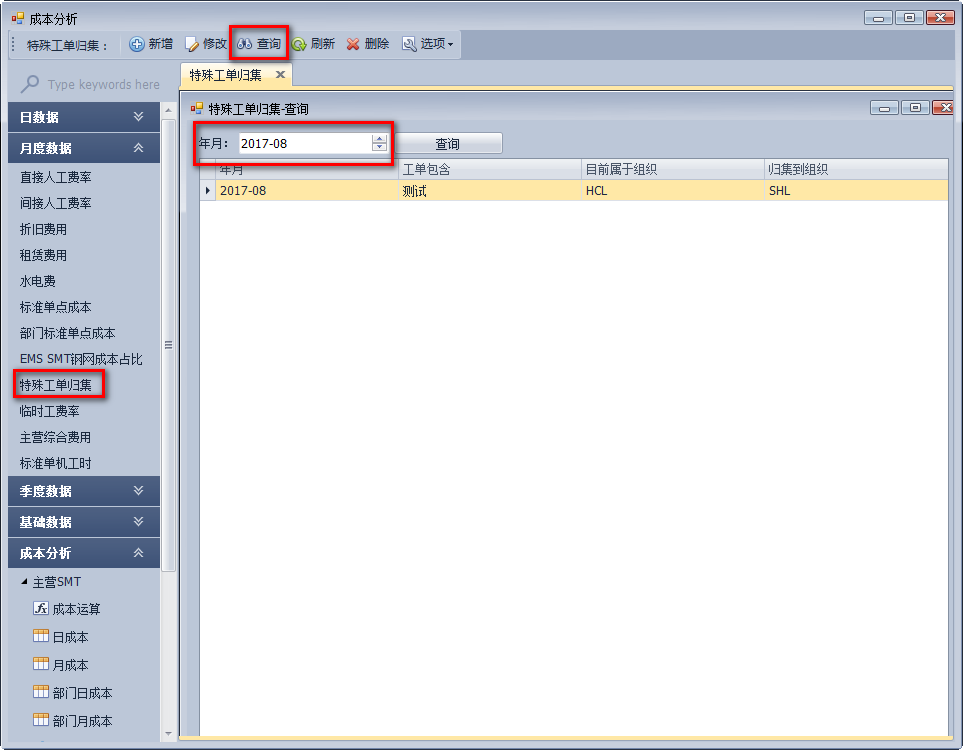 成本分析
特殊工单归集： 新增 修改 查询 刷新 删除 选项
Type keywords here
特殊工单归集
日数据
月度数据
直接人工费率
间接人工费率
折旧费用
租赁费用
水电费
标准单点成本
部门标准单点成本
EMS SMT钢网成本占比
特殊工单归集
临时工费率
主营综合费用
标准单机工时
季度数据
基础数据
成本分析
主营SMT
成本运算
日成本
月成本
部门日成本
部门月成本
特殊工单归集-查询
年月： 2017-08 查询
年月 工单包含 目前属于组织 归集到组织
2017-08 测试 HCL SHL